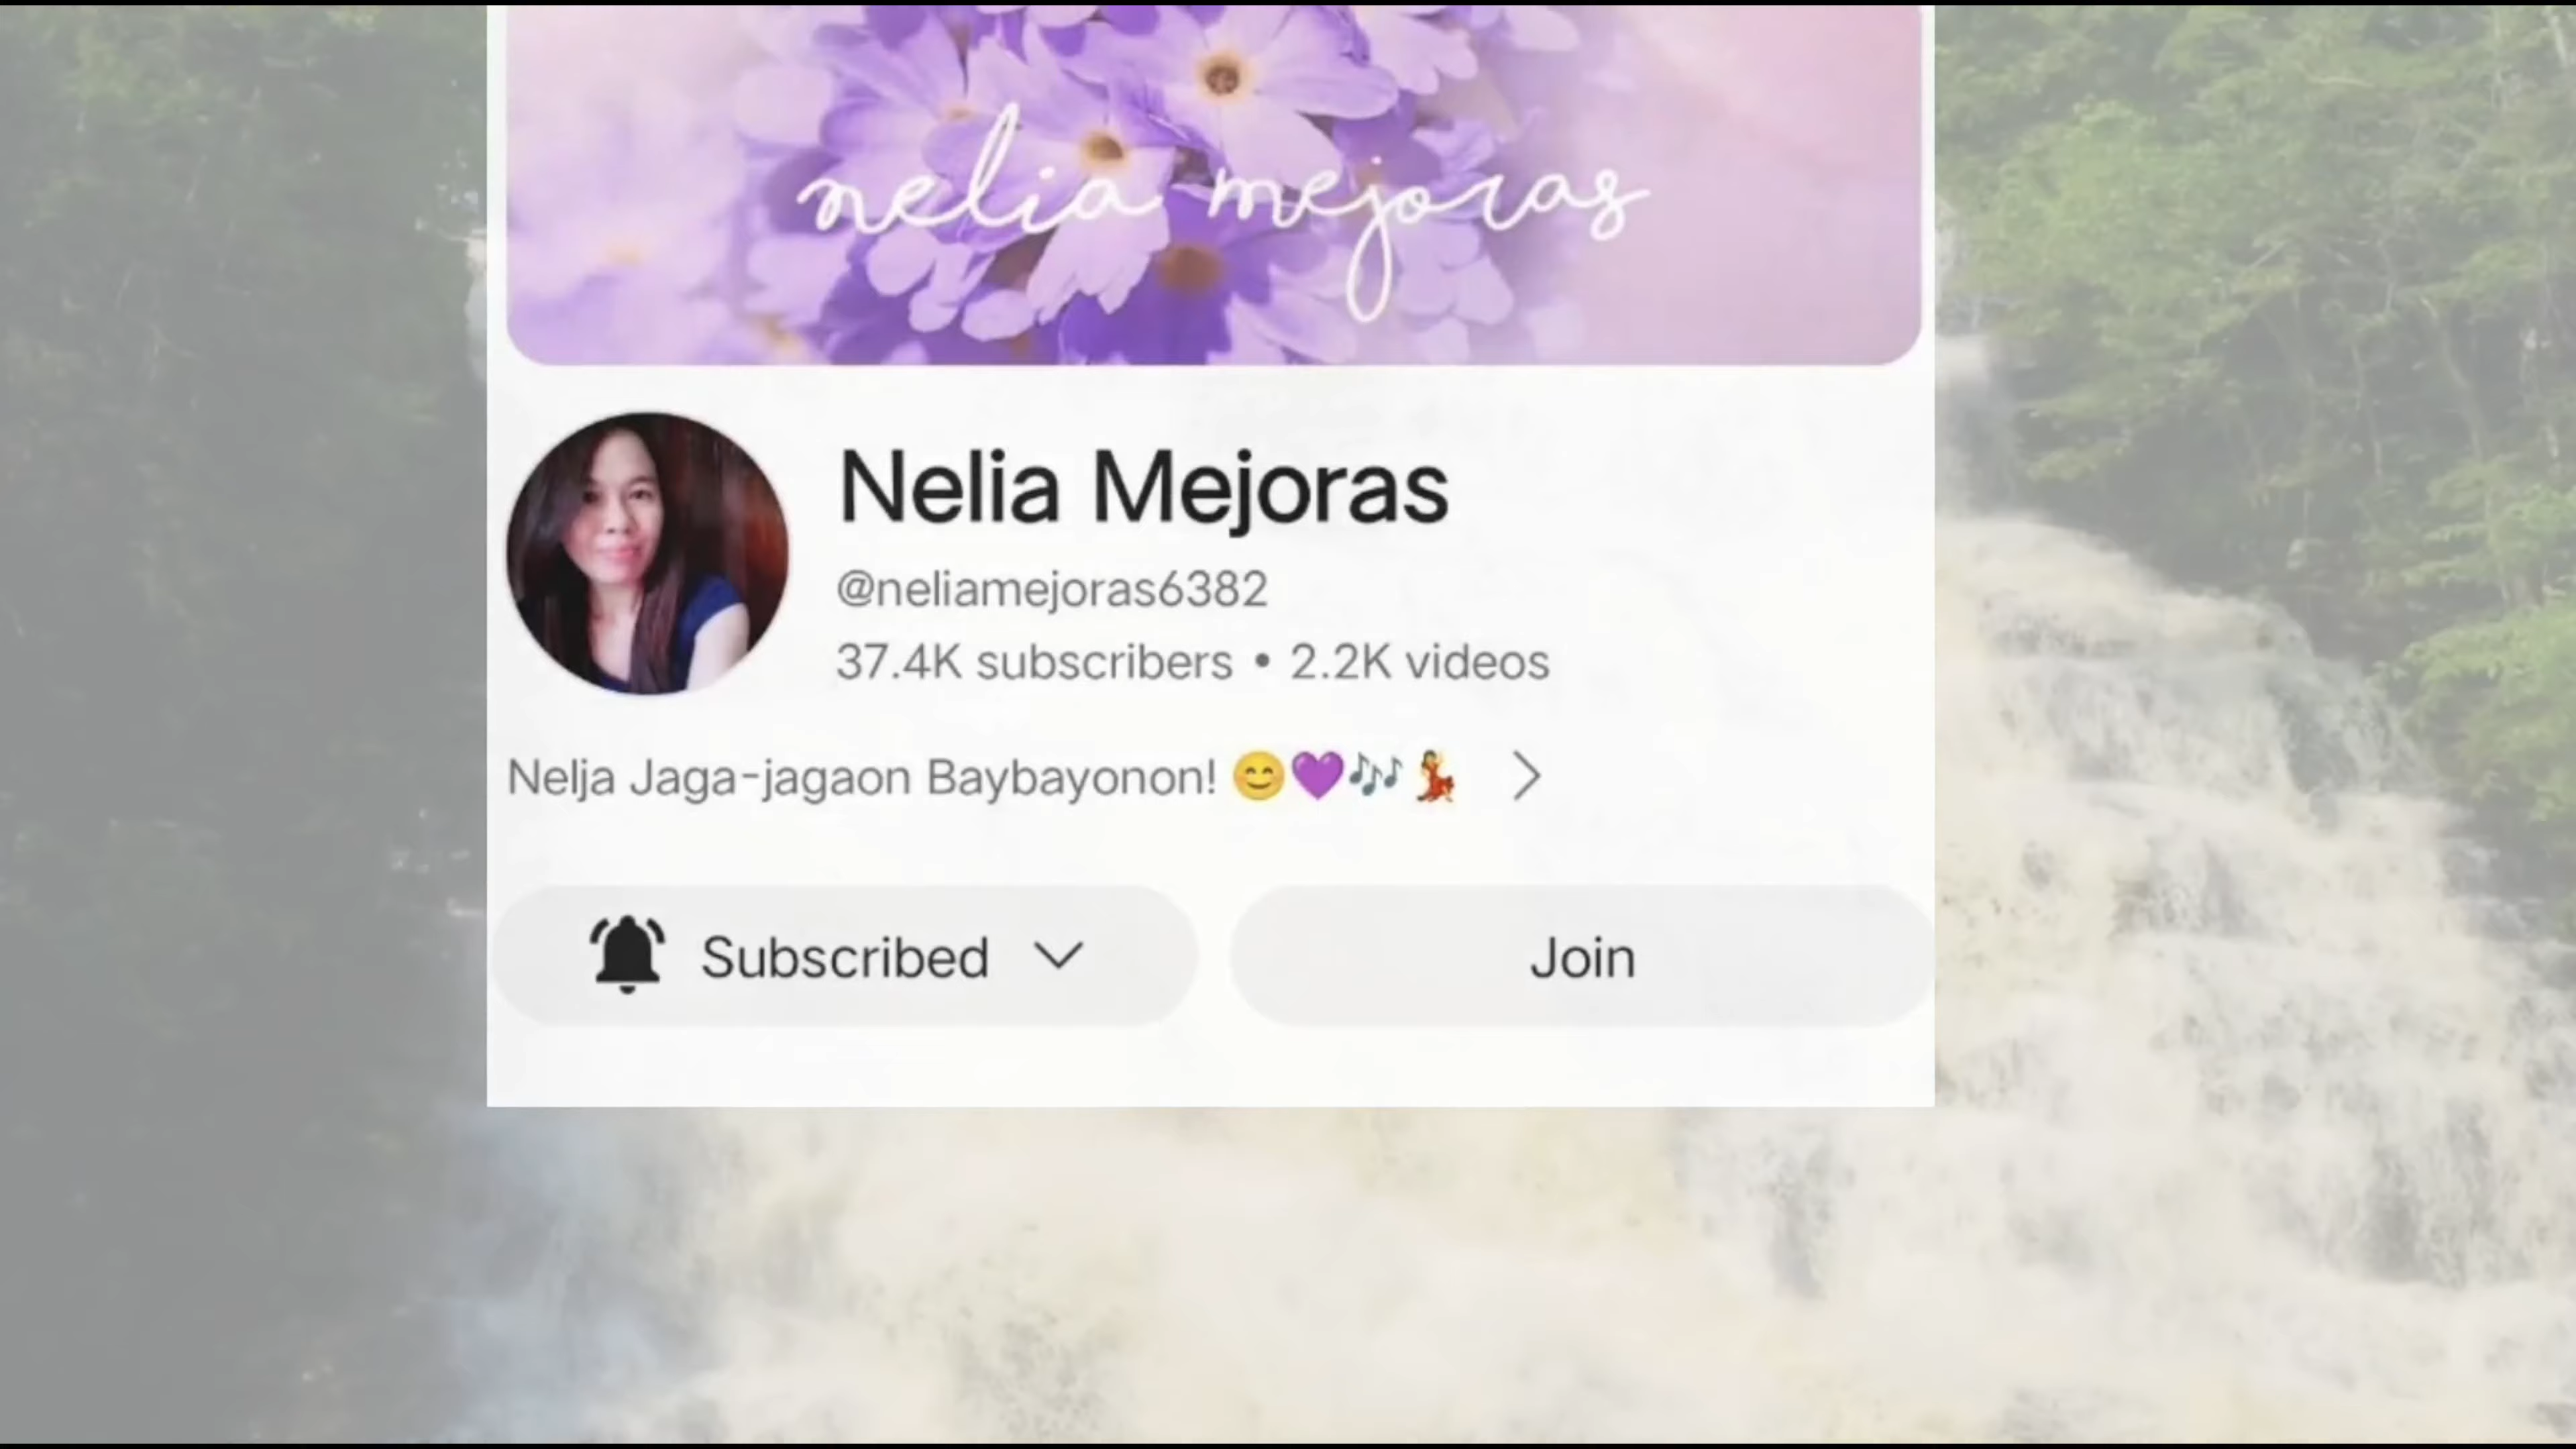 nelia mejoras
Nelia Mejoras
@neliamejoras6382
37.4K subscribers • 2.2K videos
Nelja Jaga-jagaon Baybayonon! 😊💜🎶💃
Subscribed
Join